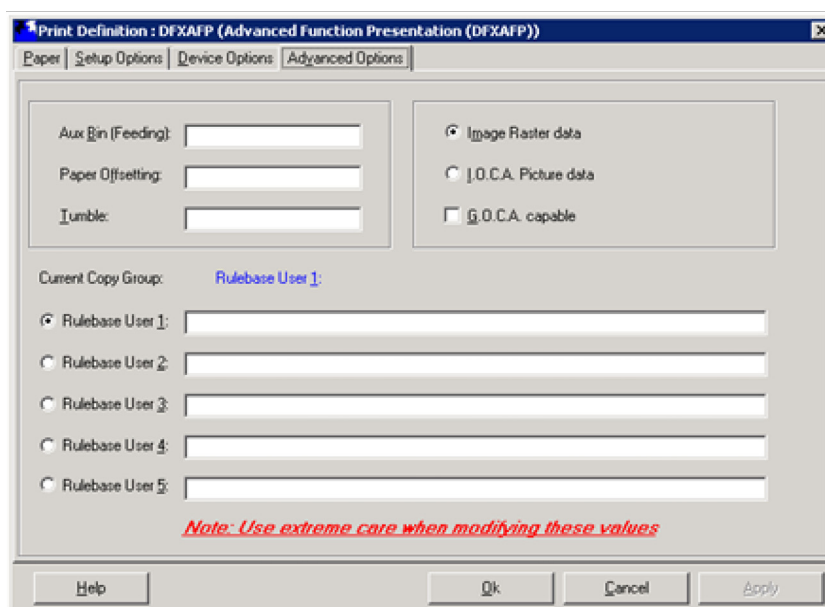 Print Definition : DFXAFP (Advanced Function Presentation (DFXAFP))
Paper Setup Options Device Options Advanced Options
Aux Bin (Feeding):
Paper Offsetting:
Tumble:
Image Raster data
I.O.C.A. Picture data
G.O.C.A. capable
Current Copy Group: Rulebase User 1:
Rulebase User 1:
Rulebase User 2:
Rulebase User 3:
Rulebase User 4:
Rulebase User 5:
Note: Use extreme care when modifying these values
Help Ok Cancel Apply